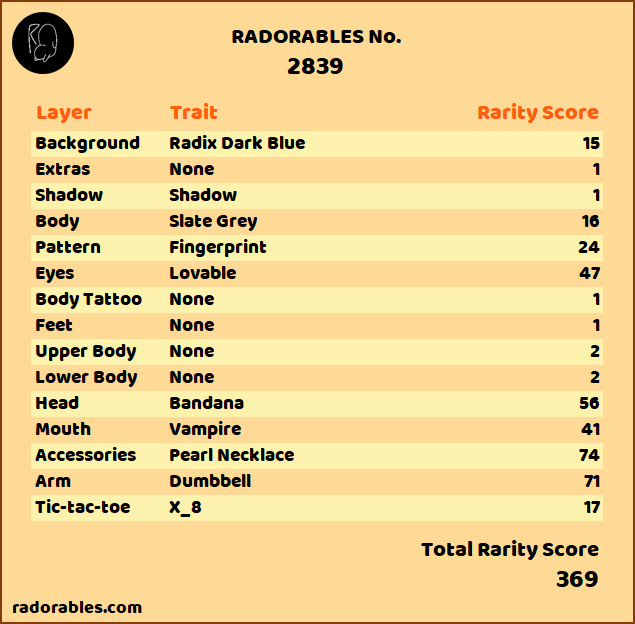 RADORABLES No.
2839
Layer Trait Rarity Score
Background Radix Dark Blue 15
Extras None 1
Shadow Shadow 1
Body Slate Grey 16
Pattern Fingerprint 24
Eyes Lovable 47
Body Tattoo None 1
Feet None 1
Upper Body None 2
Lower Body None 2
Head Bandana 56
Mouth Vampire 41
Accessories Pearl Necklace 74
Arm Dumbbell 71
Tic-tac-toe X_8 17
Total Rarity Score
369
radorables.com